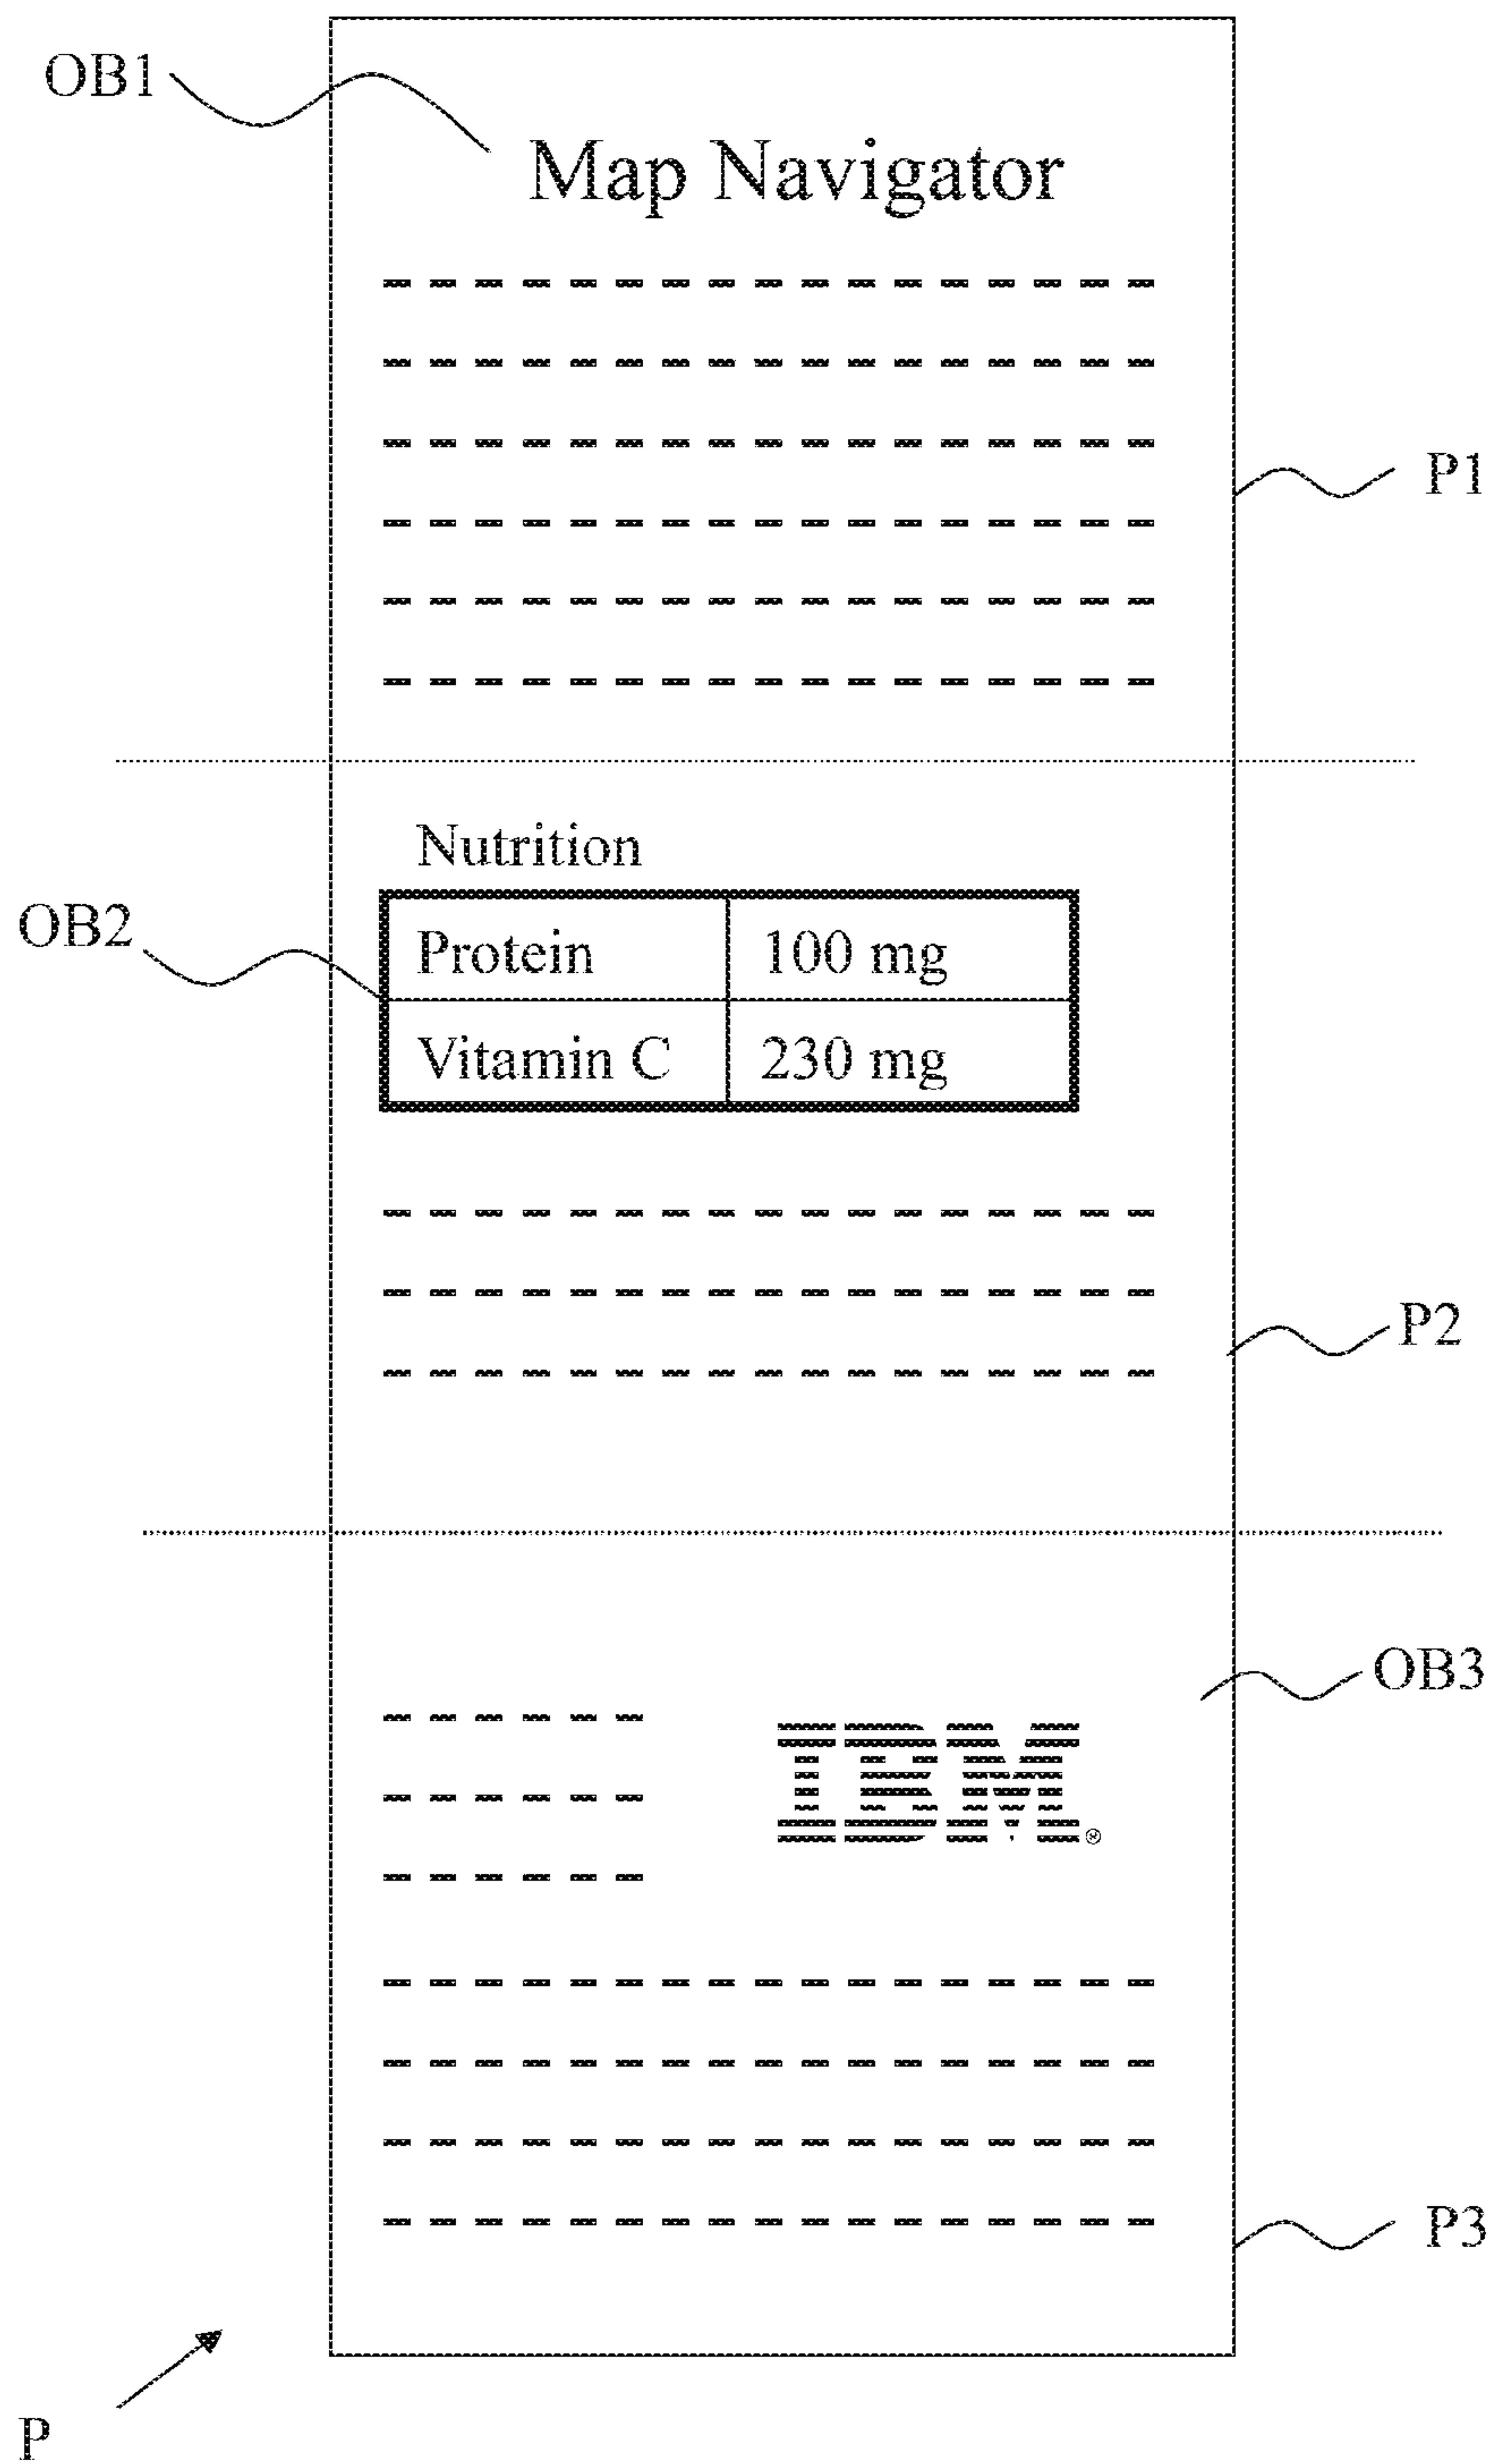 OB1
Map Navigator
P1
Nutrition
OB2
Protein 100 mg
Vitamin C 230 mg
P2
OB3
IBM®
P3
P